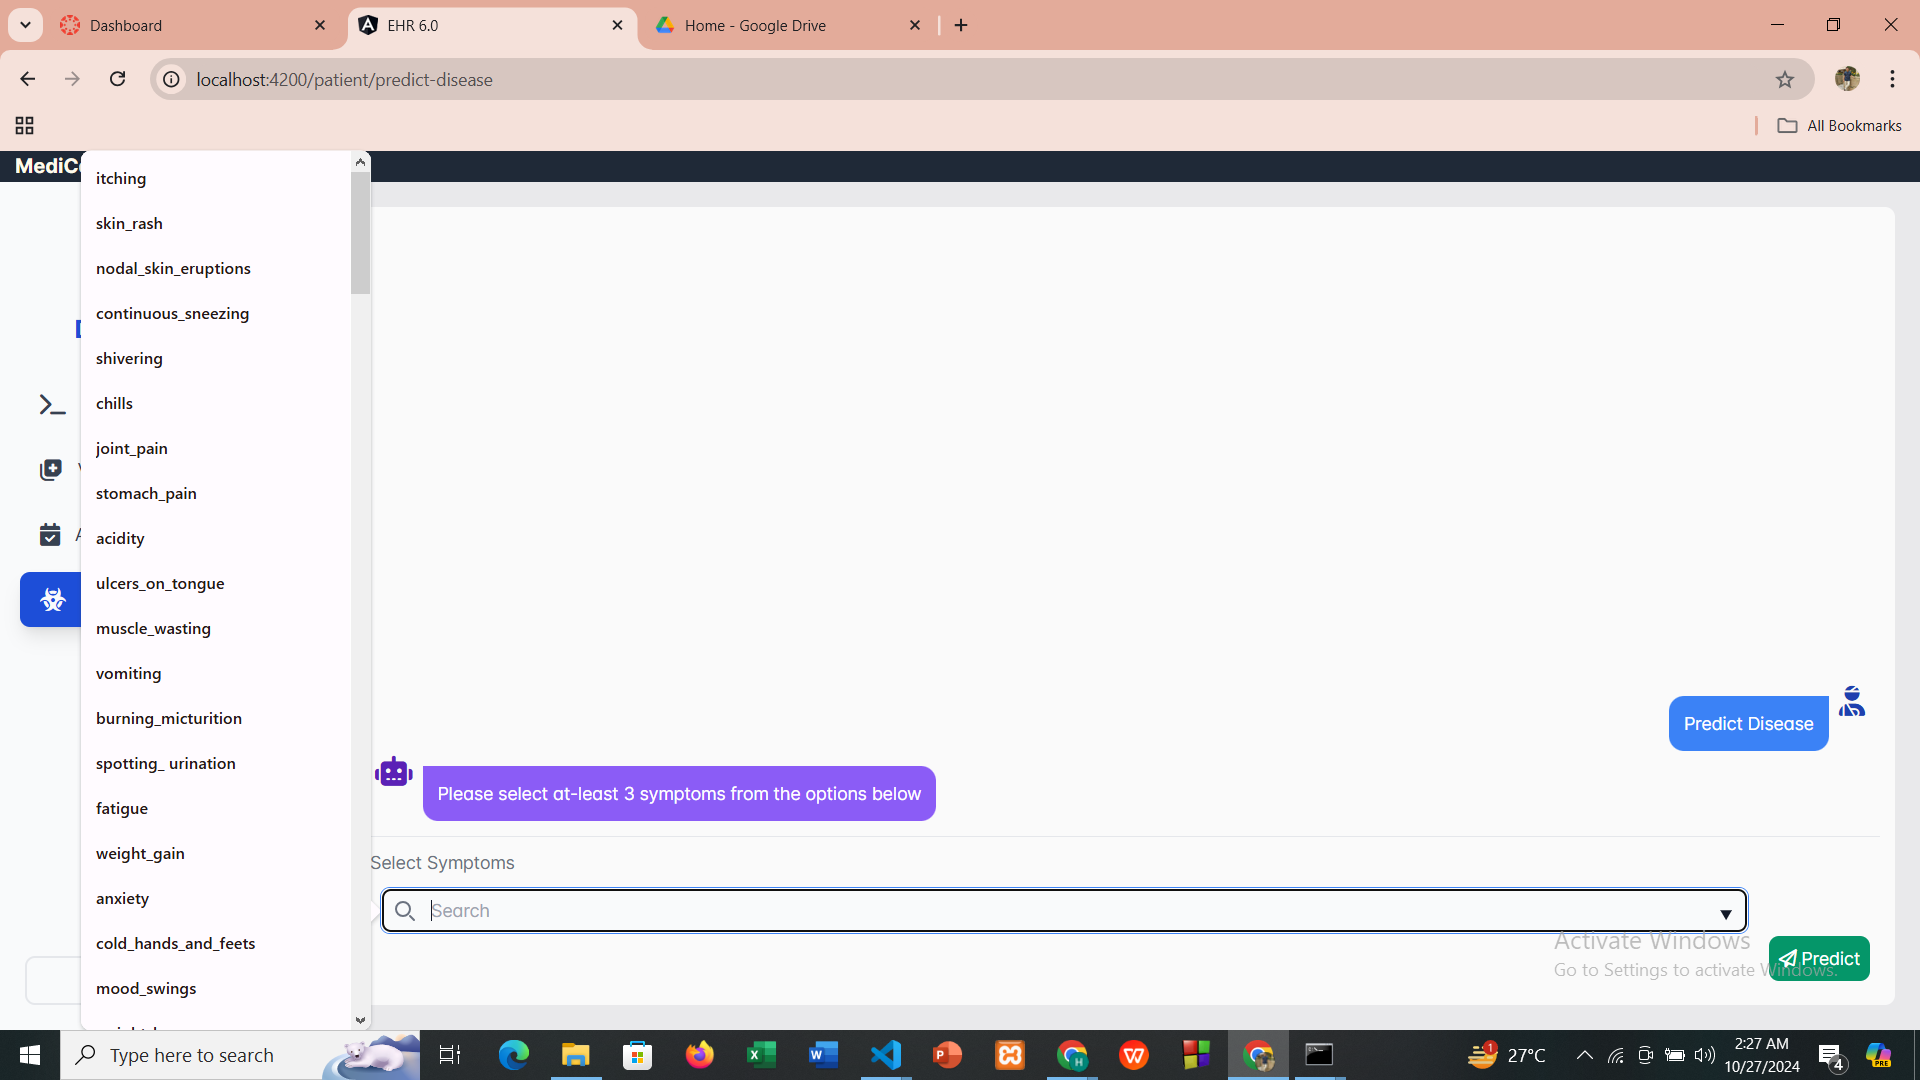 Dashboard
EHR 6.0
Home - Google Drive
localhost:4200/patient/predict-disease
All Bookmarks
MediC
itching
skin_rash
nodal_skin_eruptions
continuous_sneezing
shivering
chills
joint_pain
stomach_pain
acidity
ulcers_on_tongue
muscle_wasting
vomiting
burning_micturition
spotting_ urination
fatigue
weight_gain
anxiety
cold_hands_and_feets
mood_swings
Predict Disease
Please select at-least 3 symptoms from the options below
Select Symptoms
Search
Activate Windows
Go to Settings to activate Windows.
Predict
Type here to search
1
27°C
2:27 AM
10/27/2024
4
PRE